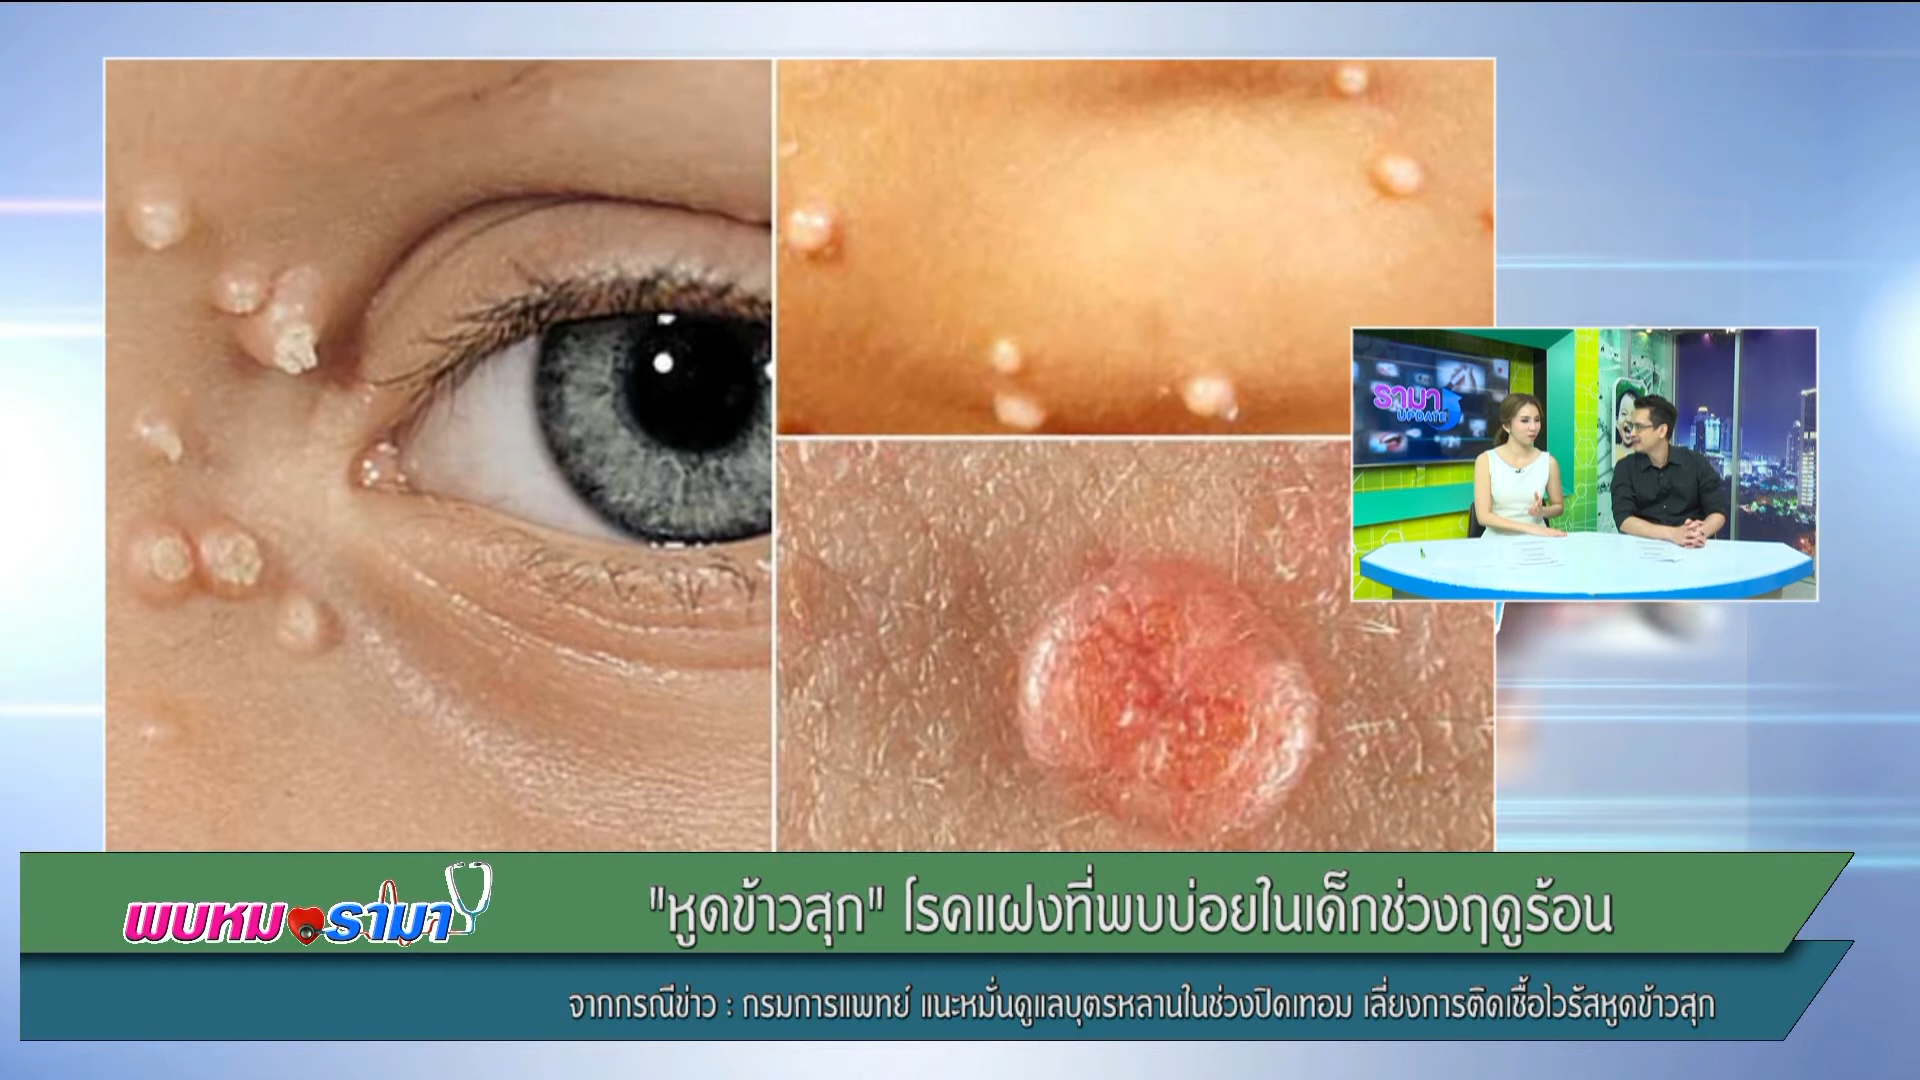 รามา
UPDATE
พบหมอรามา
"หูดข้าวสุก" โรคแฝงที่พบบ่อยในเด็กช่วงฤดูร้อน
จากกรณีข่าว : กรมการแพทย์ แนะหมั่นดูแลบุตรหลานในช่วงปิดเทอม เลี่ยงการติดเชื้อไวรัสหูดข้าวสุก